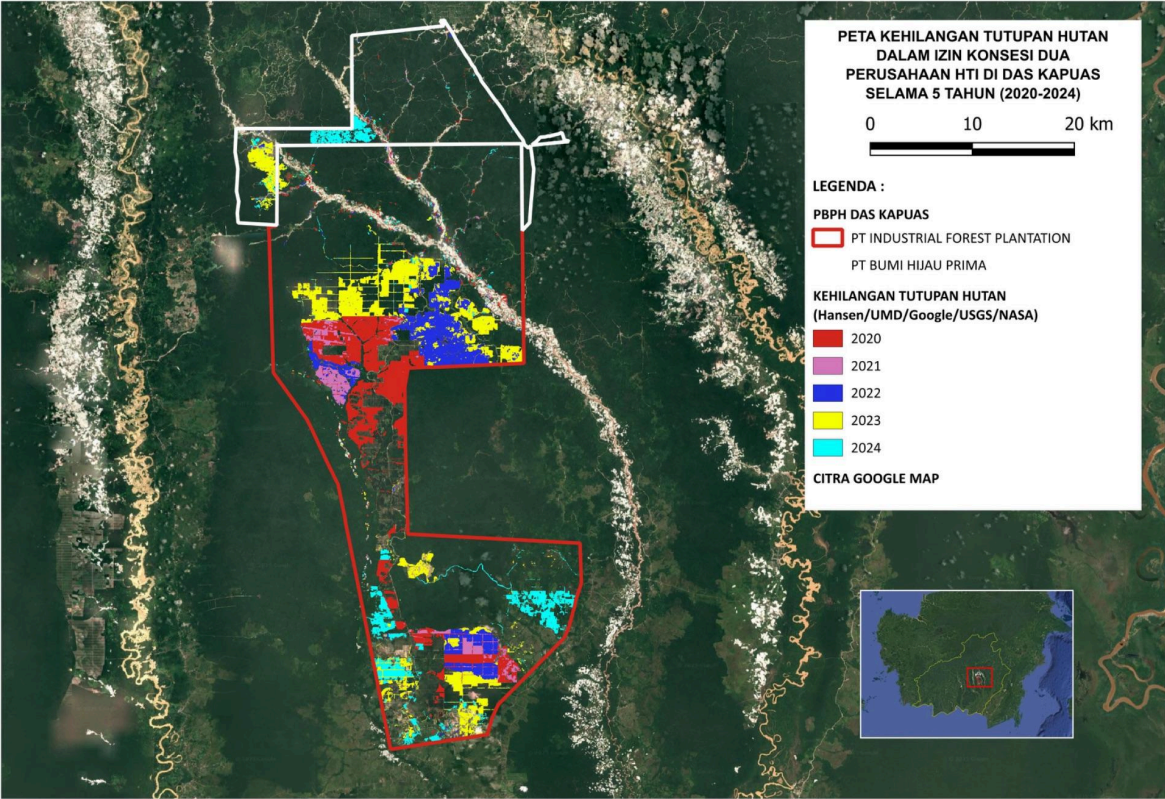 PETA KEHILANGAN TUTUPAN HUTAN
DALAM IZIN KONSESI DUA
PERUSAHAAN HTI DI DAS KAPUAS
SELAMA 5 TAHUN (2020-2024)
0 10 20 km
LEGENDA :
PBPH DAS KAPUAS
PT INDUSTRIAL FOREST PLANTATION
PT BUMI HIJAU PRIMA
KEHILANGAN TUTUPAN HUTAN
(Hansen/UMD/Google/USGS/NASA)
2020
2021
2022
2023
2024
CITRA GOOGLE MAP